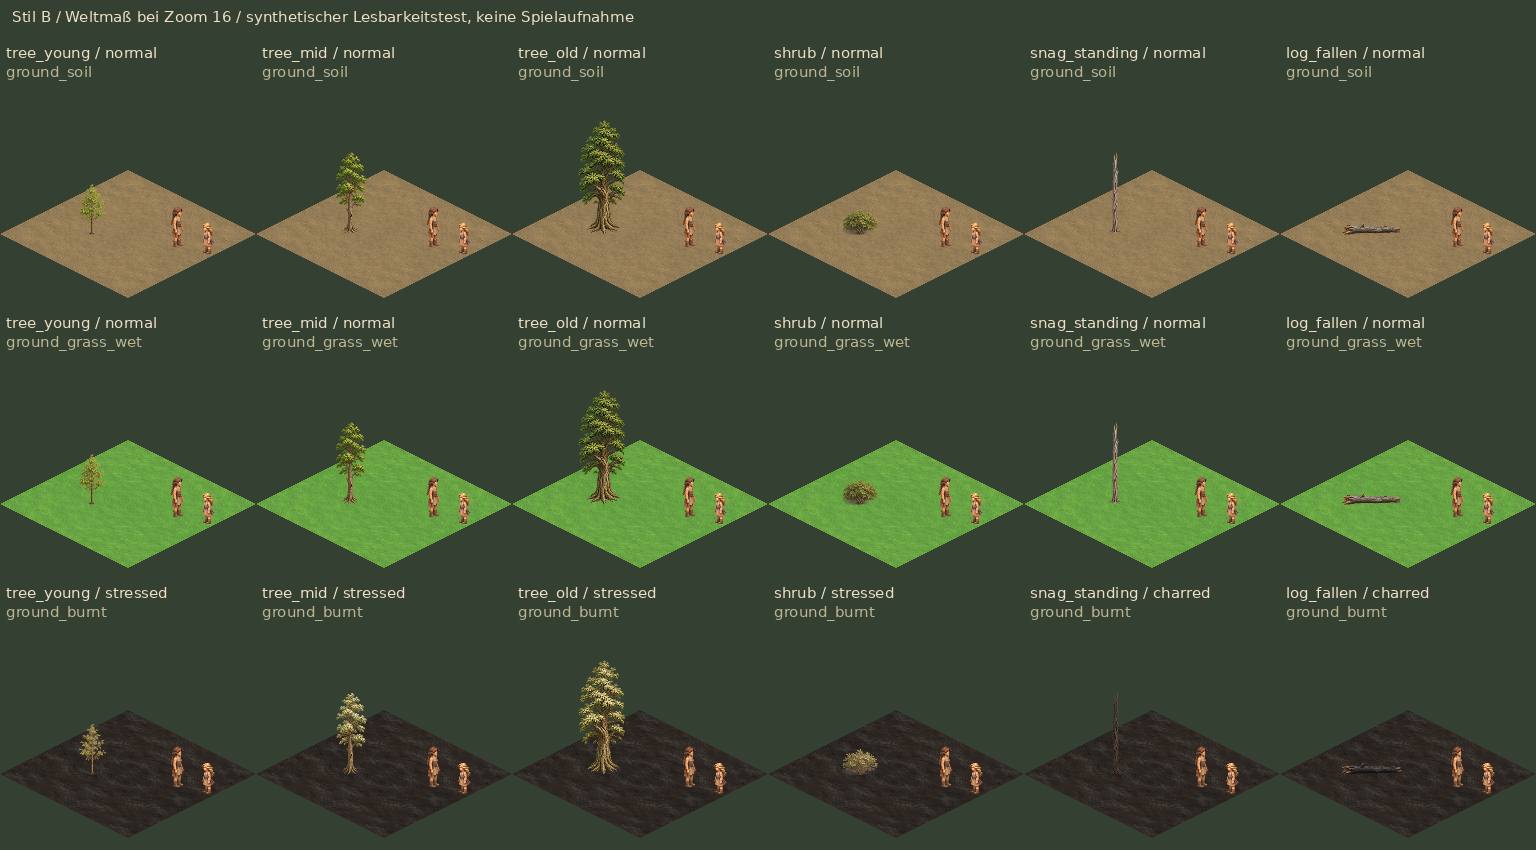 Stil B / Weltmaß bei Zoom 16 / synthetischer Lesbarkeitstest, keine Spielaufnahme
tree_young / normal
ground_soil
tree_mid / normal
ground_soil
tree_old / normal
ground_soil
shrub / normal
ground_soil
snag_standing / normal
ground_soil
log_fallen / normal
ground_soil
tree_young / normal
ground_grass_wet
tree_mid / normal
ground_grass_wet
tree_old / normal
ground_grass_wet
shrub / normal
ground_grass_wet
snag_standing / normal
ground_grass_wet
log_fallen / normal
ground_grass_wet
tree_young / stressed
ground_burnt
tree_mid / stressed
ground_burnt
tree_old / stressed
ground_burnt
shrub / stressed
ground_burnt
snag_standing / charred
ground_burnt
log_fallen / charred
ground_burnt